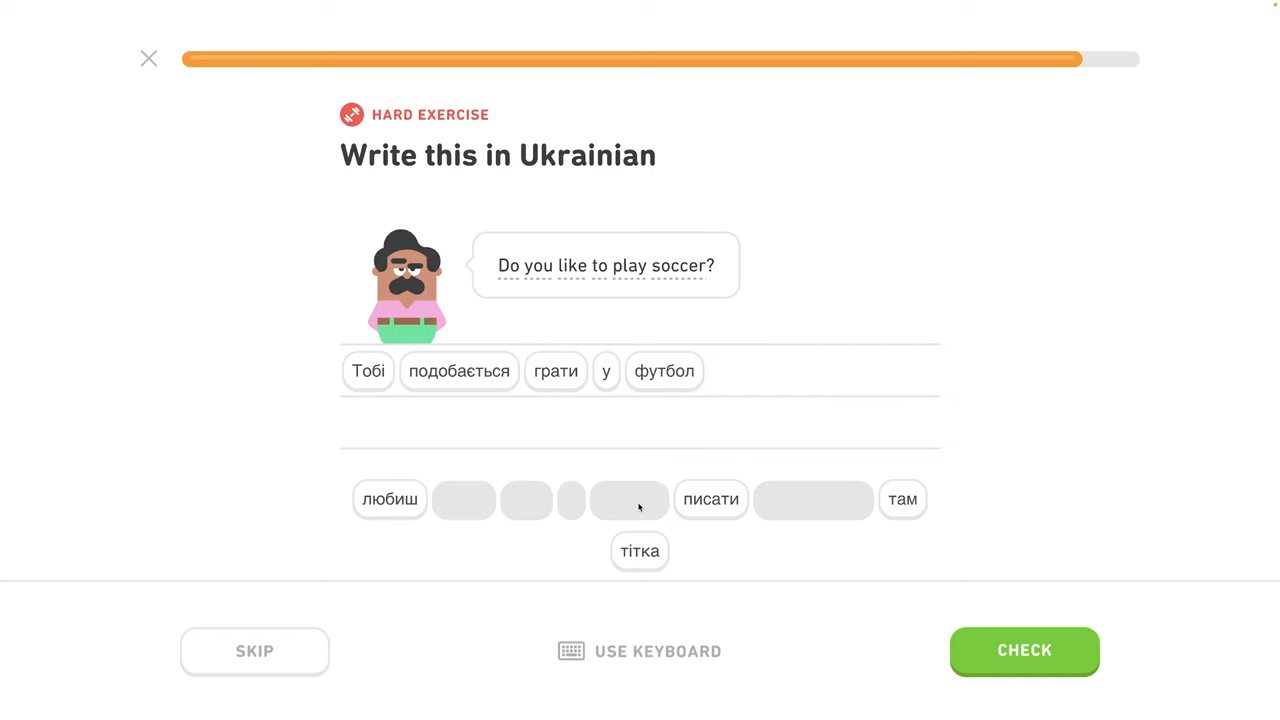 HARD EXERCISE
Write this in Ukrainian
Do you like to play soccer?
Тобі подобається грати у футбол
любиш писати там
тітка
SKIP USE KEYBOARD CHECK